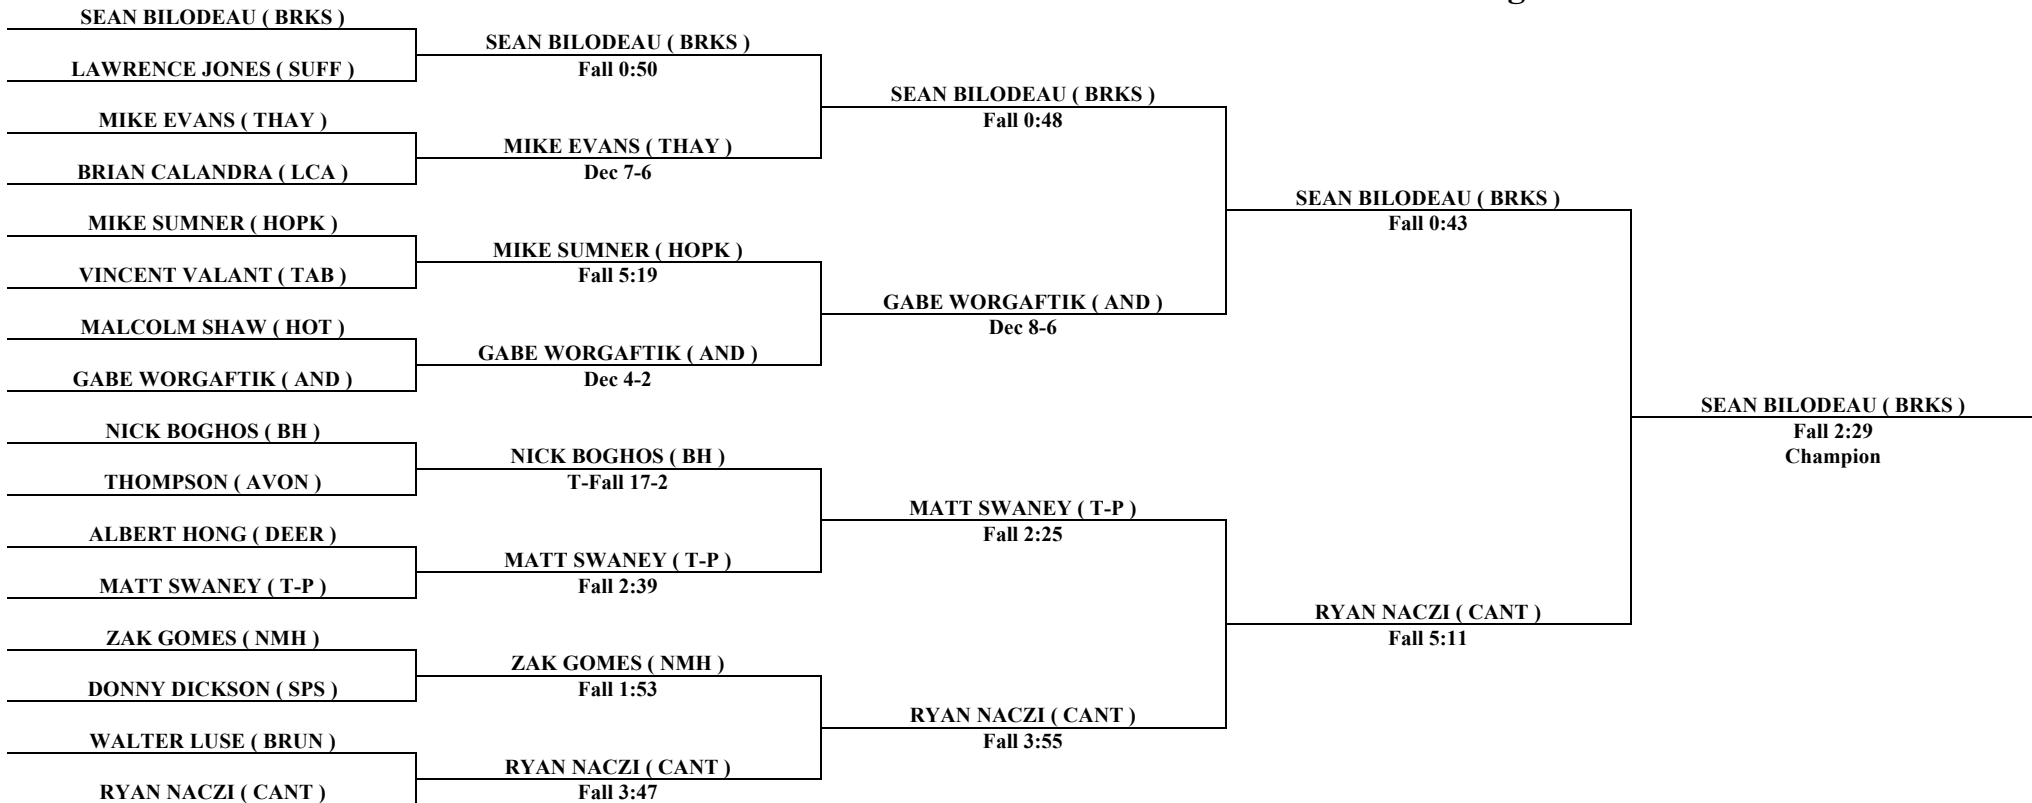 SEAN BILODEAU ( BRKS )
LAWRENCE JONES ( SUFF )
MIKE EVANS ( THAY )
BRIAN CALANDRA ( LCA )
MIKE SUMNER ( HOPK )
VINCENT VALANT ( TAB )
MALCOLM SHAW ( HOT )
GABE WORGAFTIK ( AND )
NICK BOGHOS ( BH )
THOMPSON ( AVON )
ALBERT HONG ( DEER )
MATT SWANEY ( T-P )
ZAK GOMES ( NMH )
DONNY DICKSON ( SPS )
WALTER LUSE ( BRUN )
RYAN NACZI ( CANT )
SEAN BILODEAU ( BRKS )
Fall 0:50
MIKE EVANS ( THAY )
Dec 7-6
MIKE SUMNER ( HOPK )
Fall 5:19
GABE WORGAFTIK ( AND )
Dec 4-2
NICK BOGHOS ( BH )
T-Fall 17-2
MATT SWANEY ( T-P )
Fall 2:39
ZAK GOMES ( NMH )
Fall 1:53
RYAN NACZI ( CANT )
Fall 3:47
SEAN BILODEAU ( BRKS )
Fall 0:48
GABE WORGAFTIK ( AND )
Dec 8-6
MATT SWANEY ( T-P )
Fall 2:25
RYAN NACZI ( CANT )
Fall 3:55
SEAN BILODEAU ( BRKS )
Fall 0:43
RYAN NACZI ( CANT )
Fall 5:11
SEAN BILODEAU ( BRKS )
Fall 2:29
Champion